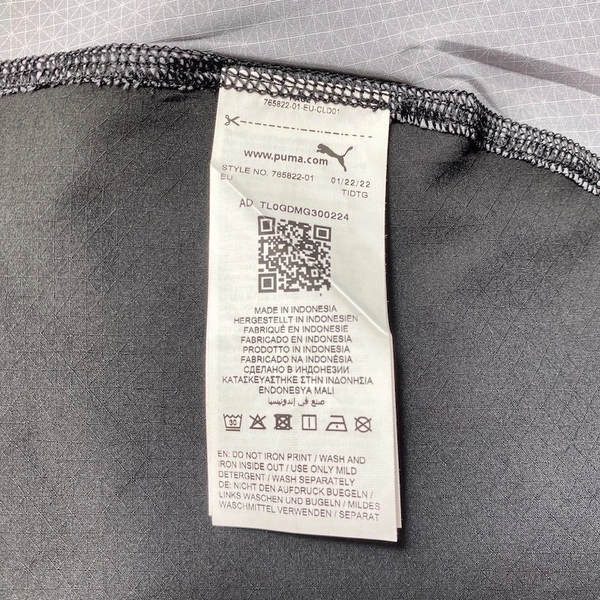 765822-01-EU-CLD01
www.puma.com
STYLE NO. 765822-01 01/22/22
EU TIDTG
AD TL0GDMG300224
MADE IN INDONESIA
HERGESTELLT IN INDONESIEN
FABRIQUÉ EN INDONESIE
FABRICADO EN INDONESIA
PRODOTTO IN INDONESIA
FABRICADO NA INDONÉSIA
СДЕЛАНО В ИНДОНЕЗИИ
ΚΑΤΑΣΚΕΥΑΣΤΗΚΕ ΣΤΗΝ ΙΝΔΟΝΗΣΙΑ
ENDONESYA MALI
صنع في إندونيسيا
30
EN: DO NOT IRON PRINT / WASH AND
IRON INSIDE OUT / USE ONLY MILD
DETERGENT / WASH SEPARATELY
DE: NICHT DEN AUFDRUCK BUEGELN /
LINKS WASCHEN UND BUGELN / MILDES
WASCHMITTEL VERWENDEN / SEPARAT